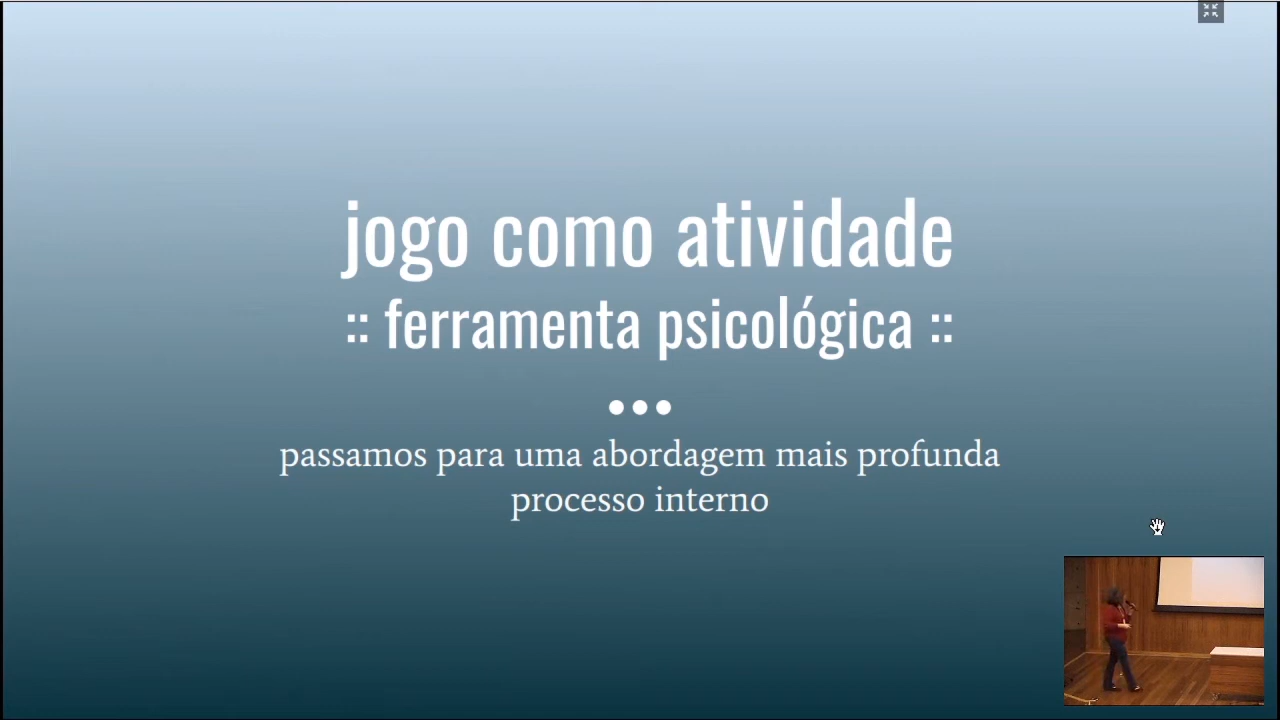 jogo como atividade
:: ferramenta psicológica ::
passamos para uma abordagem mais profunda
processo interno